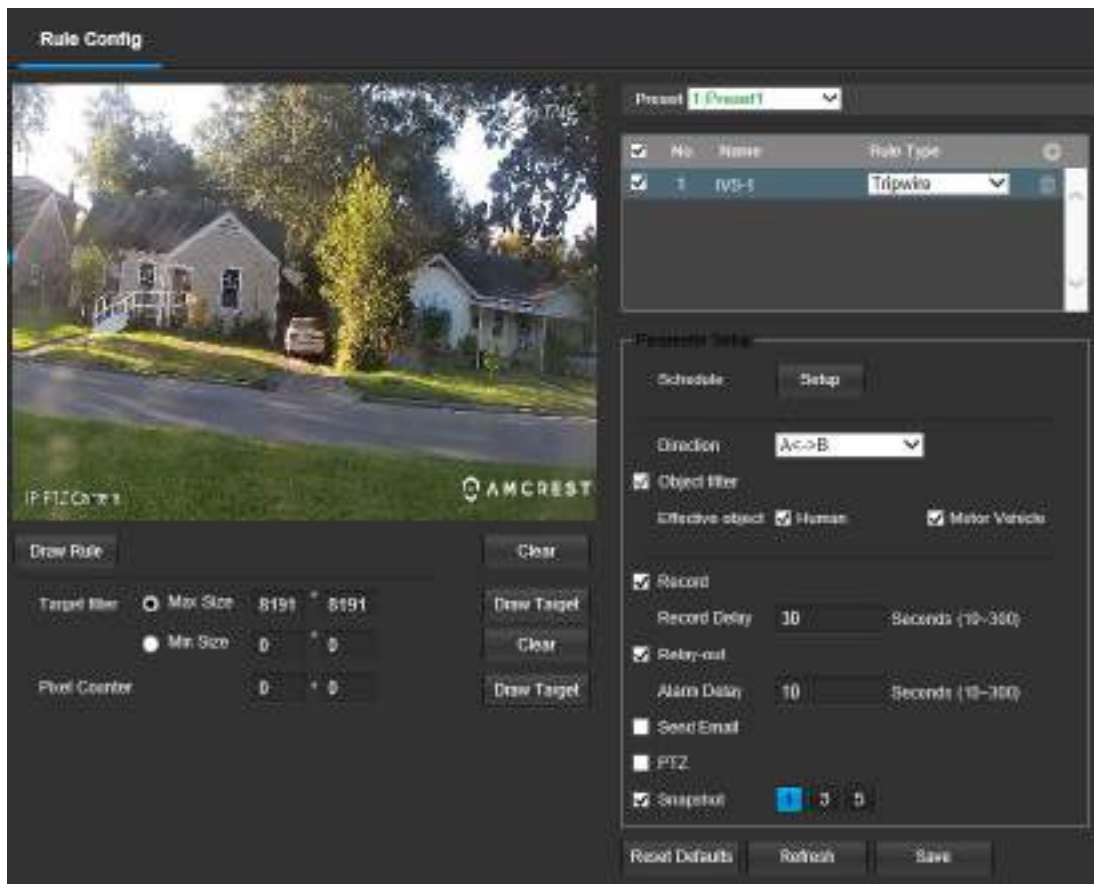 Rule Config
Preset 1:Preset1
No. Name Rule Type
1 IVS-1 Tripwire
Parameter Setup
Schedule Setup
Direction A<->B
Object filter
Effective object Human Motor Vehicle
Record
Record Delay 30 Seconds (10~300)
Relay-out
Alarm Delay 10 Seconds (10~300)
Send Email
PTZ
Snapshot 1 3 5
Reset Defaults Refresh Save
IP PTZ Camera
AMCREST
Draw Rule Clear
Target filter Max Size 8191 * 8191 Draw Target
Min Size 0 * 0 Clear
Pixel Counter 0 * 0 Draw Target